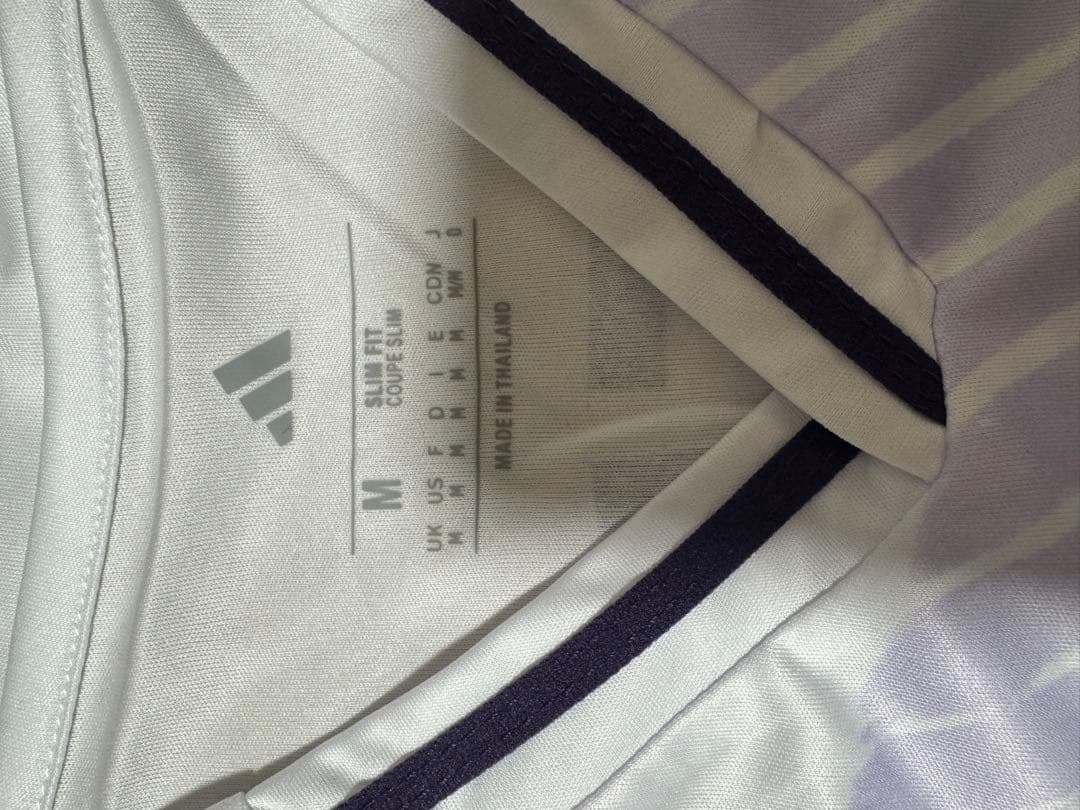 M SLIM FIT
COUPE SLIM
UK US F D I E CDN J
M M M M M M M/M O
MADE IN THAILAND